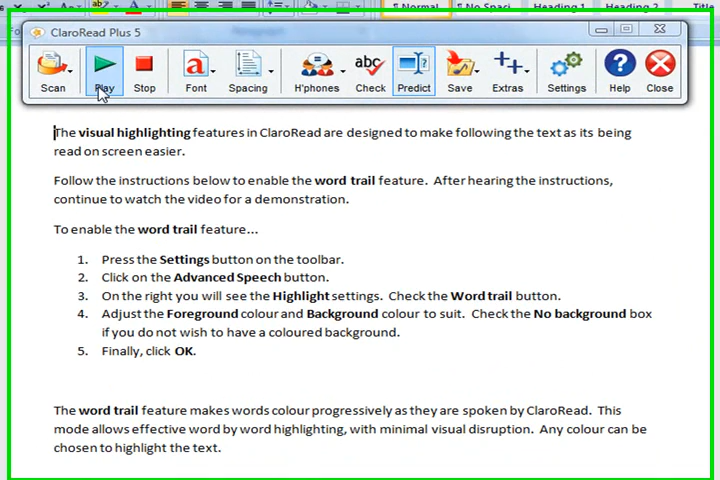 Normal ¶ No Spaci... Heading 1 Heading 2 Title
ClaroRead Plus 5
Scan Play Stop Font Spacing H'phones Check Predict Save Extras Settings Help Close
The visual highlighting features in ClaroRead are designed to make following the text as its being
read on screen easier.
Follow the instructions below to enable the word trail feature. After hearing the instructions,
continue to watch the video for a demonstration.
To enable the word trail feature...
1. Press the Settings button on the toolbar.
2. Click on the Advanced Speech button.
3. On the right you will see the Highlight settings. Check the Word trail button.
4. Adjust the Foreground colour and Background colour to suit. Check the No background box
if you do not wish to have a coloured background.
5. Finally, click OK.
The word trail feature makes words colour progressively as they are spoken by ClaroRead. This
mode allows effective word by word highlighting, with minimal visual disruption. Any colour can be
chosen to highlight the text.